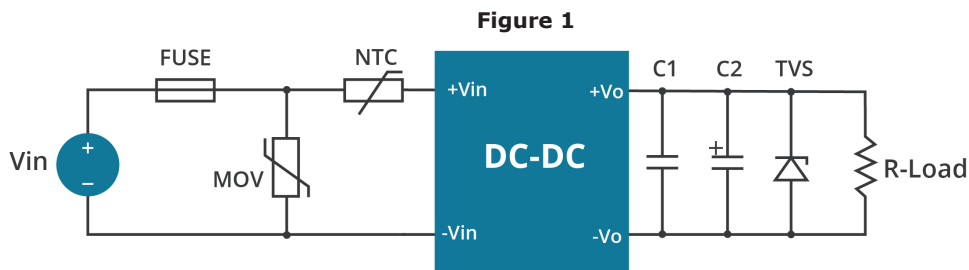 Figure 1
FUSE
NTC
C1
C2
TVS
+Vin
+Vo
+
+
Vin
DC-DC
−
MOV
R-Load
-Vin
-Vo